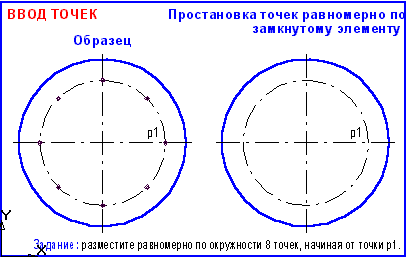 ВВОД ТОЧЕК
Простановка точек равномерно по
замкнутому элементу
Образец
p1
p1
Y
X
Задание: разместите равномерно по окружности 8 точек, начиная от точки p1.